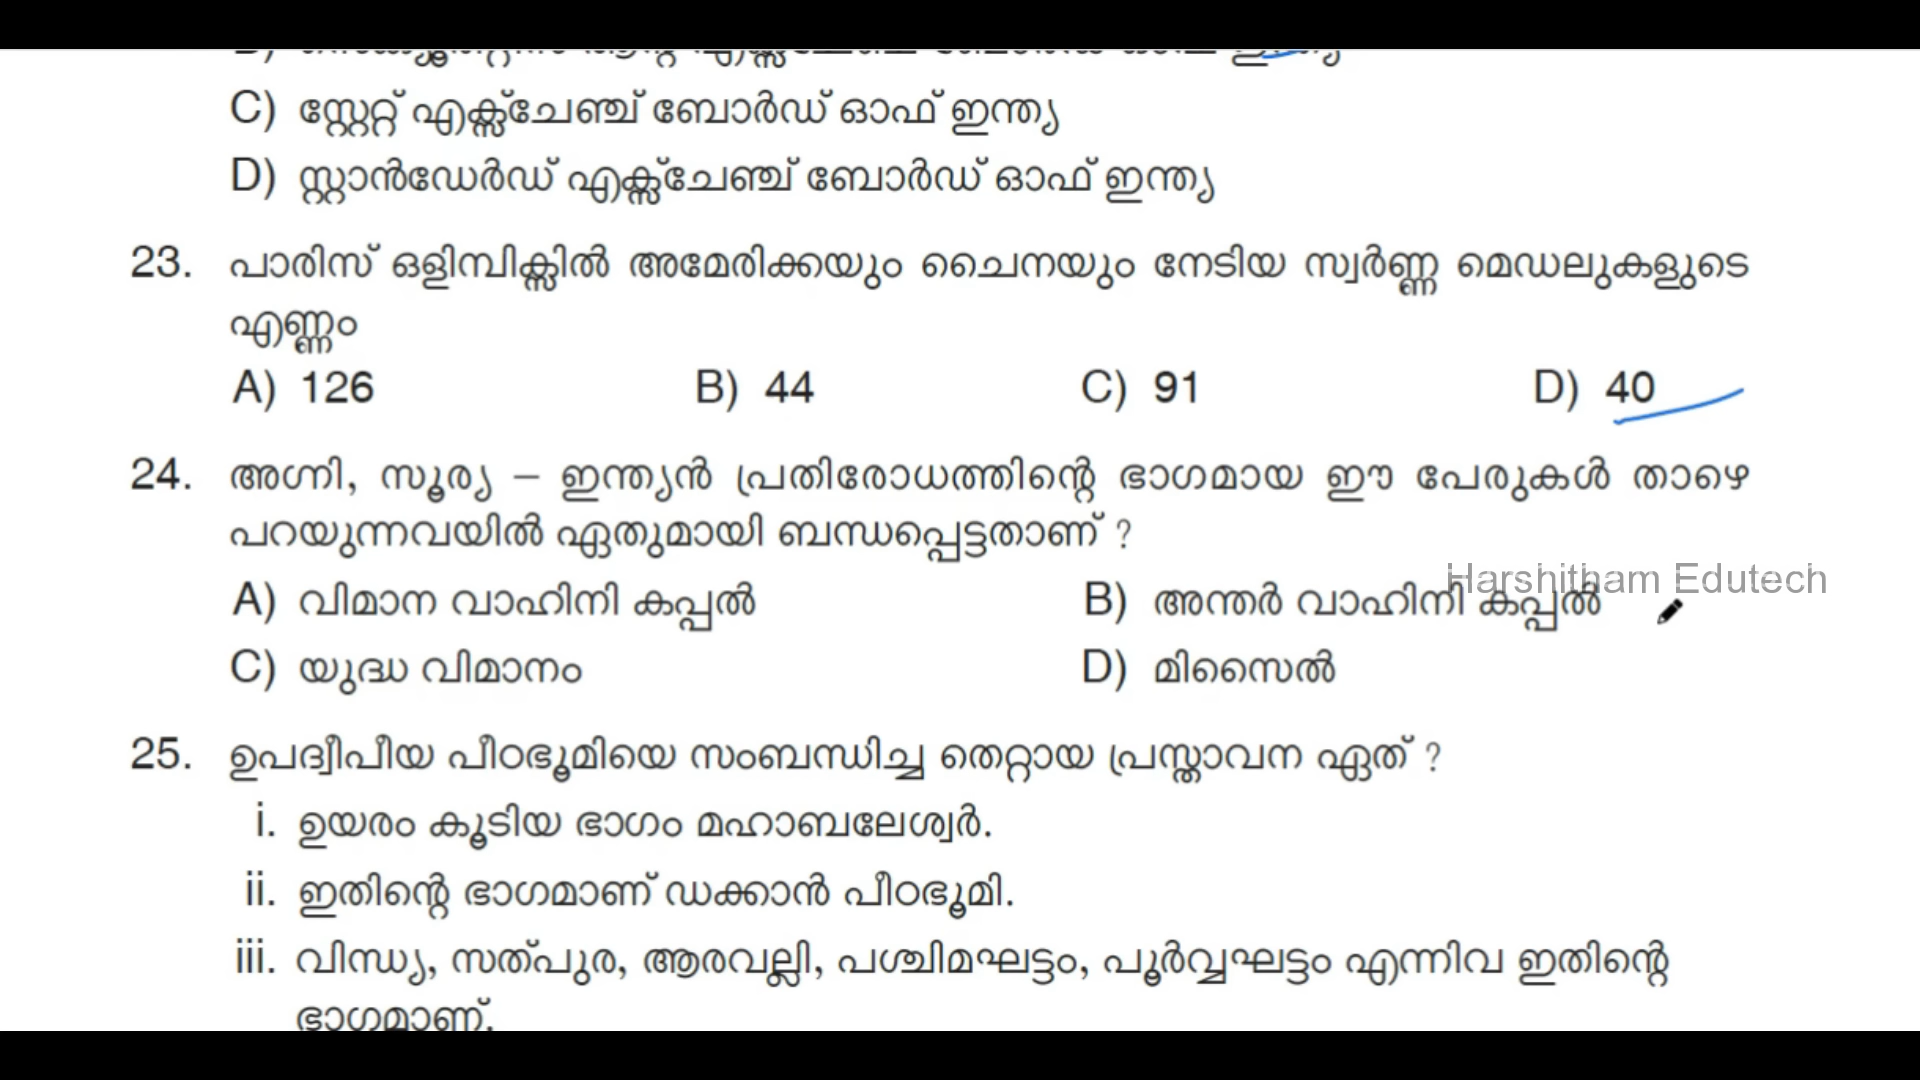 C) സ്റ്റേറ്റ് എക്സ്ചേഞ്ച് ബോർഡ് ഓഫ് ഇന്ത്യ
D) സ്റ്റാൻഡേർഡ് എക്സ്ചേഞ്ച് ബോർഡ് ഓഫ് ഇന്ത്യ
23. പാരിസ് ഒളിമ്പിക്സിൽ അമേരിക്കയും ചൈനയും നേടിയ സ്വർണ്ണ മെഡലുകളുടെ
എണ്ണം
A) 126 B) 44 C) 91 D) 40
24. അഗ്നി, സൂര്യ – ഇന്ത്യൻ പ്രതിരോധത്തിന്റെ ഭാഗമായ ഈ പേരുകൾ താഴെ
പറയുന്നവയിൽ ഏതുമായി ബന്ധപ്പെട്ടതാണ് ?
Harshitham Edutech
A) വിമാന വാഹിനി കപ്പൽ B) അന്തർ വാഹിനി കപ്പൽ
C) യുദ്ധ വിമാനം D) മിസൈൽ
25. ഉപദ്വീപീയ പീഠഭൂമിയെ സംബന്ധിച്ച തെറ്റായ പ്രസ്താവന ഏത് ?
i. ഉയരം കൂടിയ ഭാഗം മഹാബലേശ്വർ.
ii. ഇതിന്റെ ഭാഗമാണ് ഡക്കാൻ പീഠഭൂമി.
iii. വിന്ധ്യ, സത്പുര, ആരവല്ലി, പശ്ചിമഘട്ടം, പൂർവ്വഘട്ടം എന്നിവ ഇതിന്റെ
ഭാഗമാണ്.